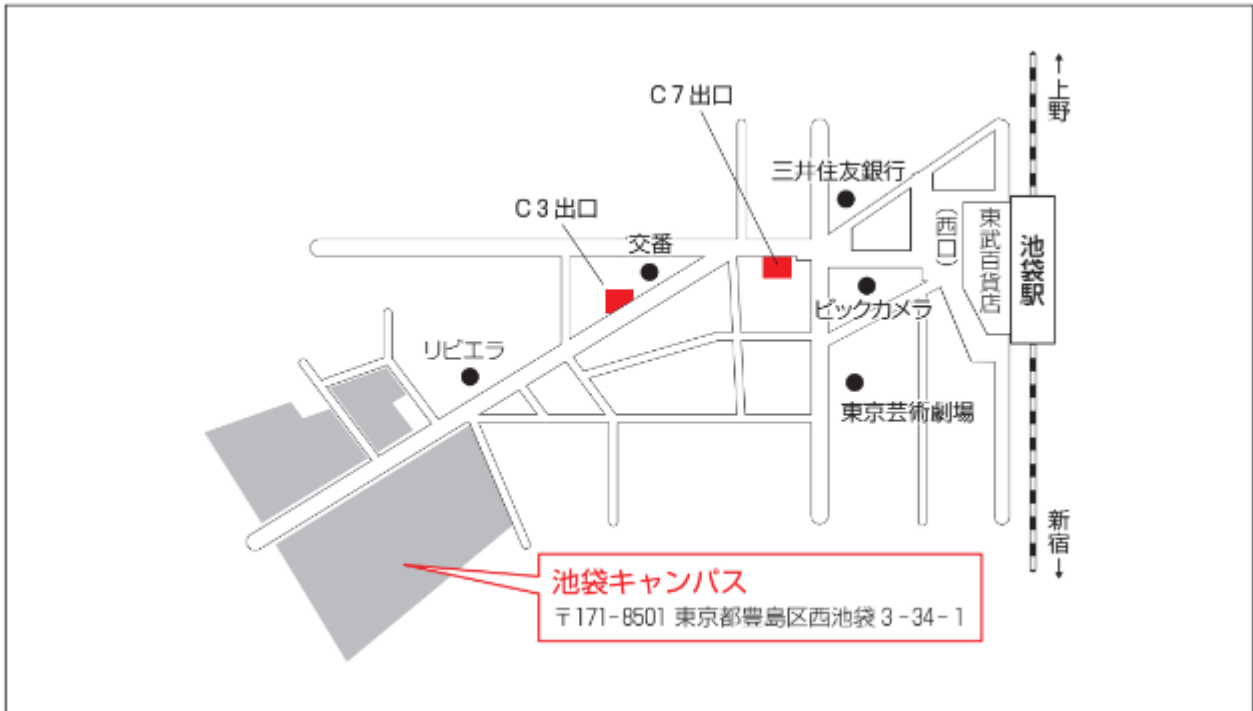 ↑上野
C7出口
三井住友銀行
C3出口
(西口)
東武百貨店
池袋駅
交番
ビックカメラ
リビエラ
東京芸術劇場
新宿↓
池袋キャンパス
〒171-8501 東京都豊島区西池袋3-34-1